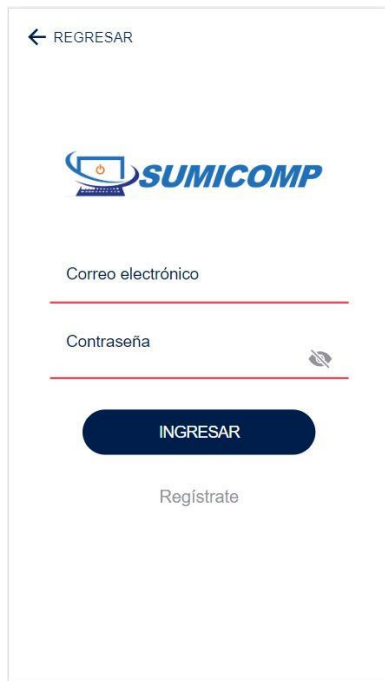 REGRESAR
SUMICOMP
Correo electrónico
Contraseña
INGRESAR
Regístrate